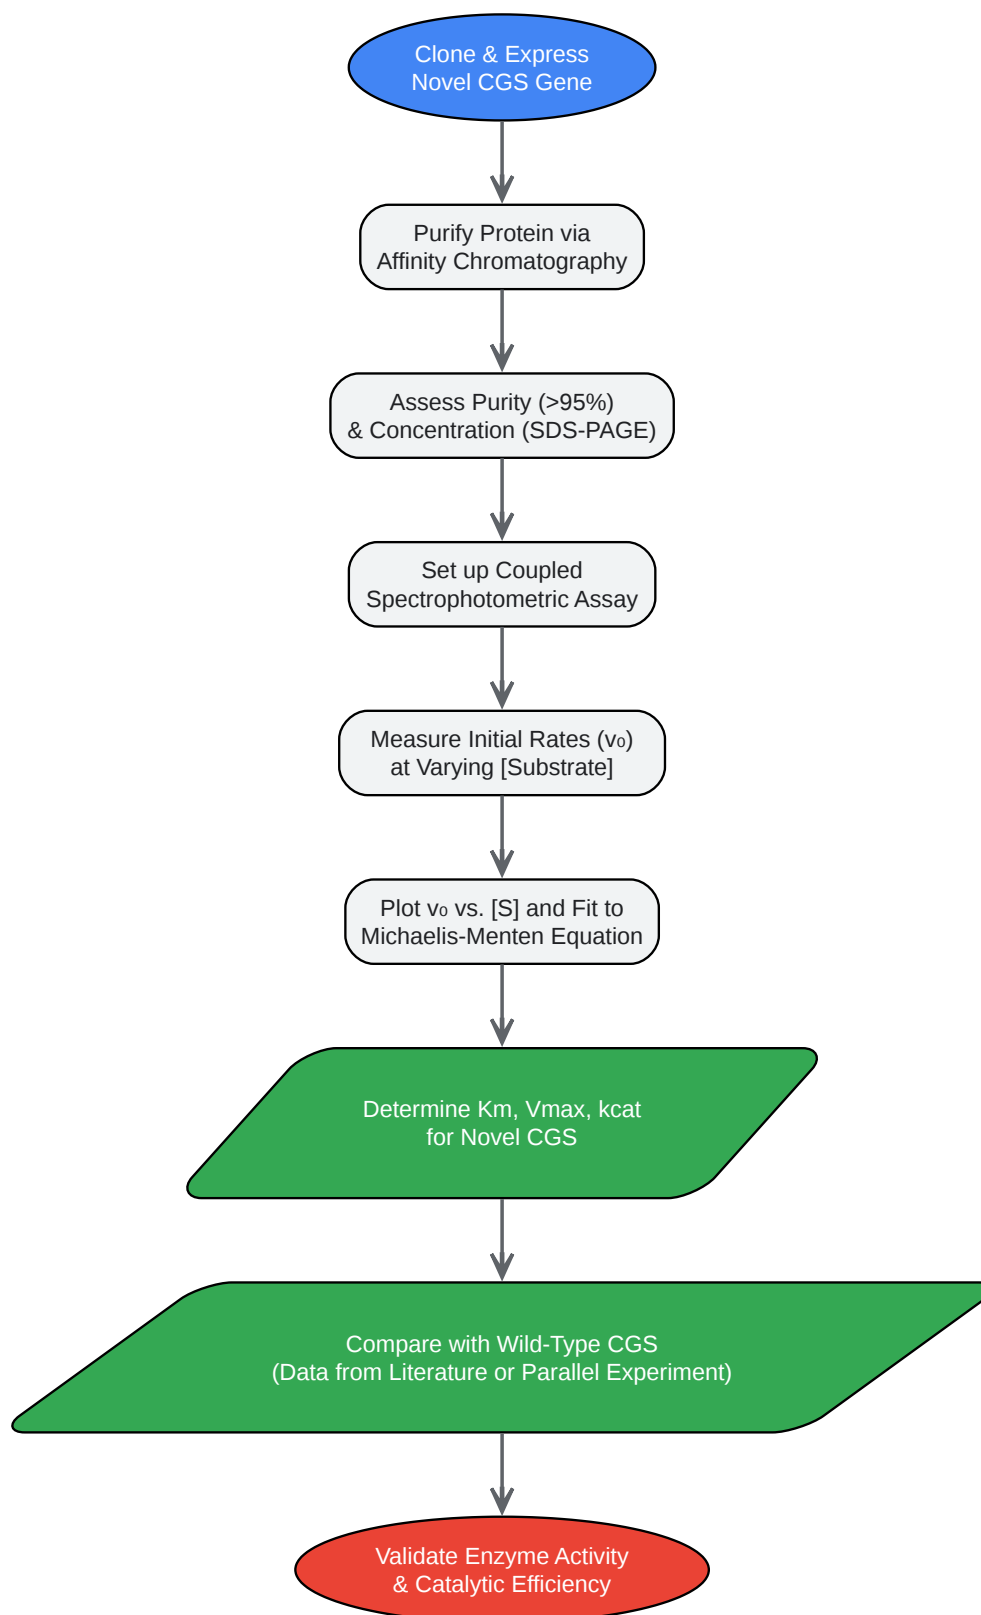 Clone & Express
Novel CGS Gene
Purify Protein via
Affinity Chromatography
Assess Purity (>95%)
& Concentration (SDS-PAGE)
Set up Coupled
Spectrophotometric Assay
Measure Initial Rates (v₀)
at Varying [Substrate]
Plot v₀ vs. [S] and Fit to
Michaelis-Menten Equation
Determine Km, Vmax, kcat
for Novel CGS
Compare with Wild-Type CGS
(Data from Literature or Parallel Experiment)
Validate Enzyme Activity
& Catalytic Efficiency